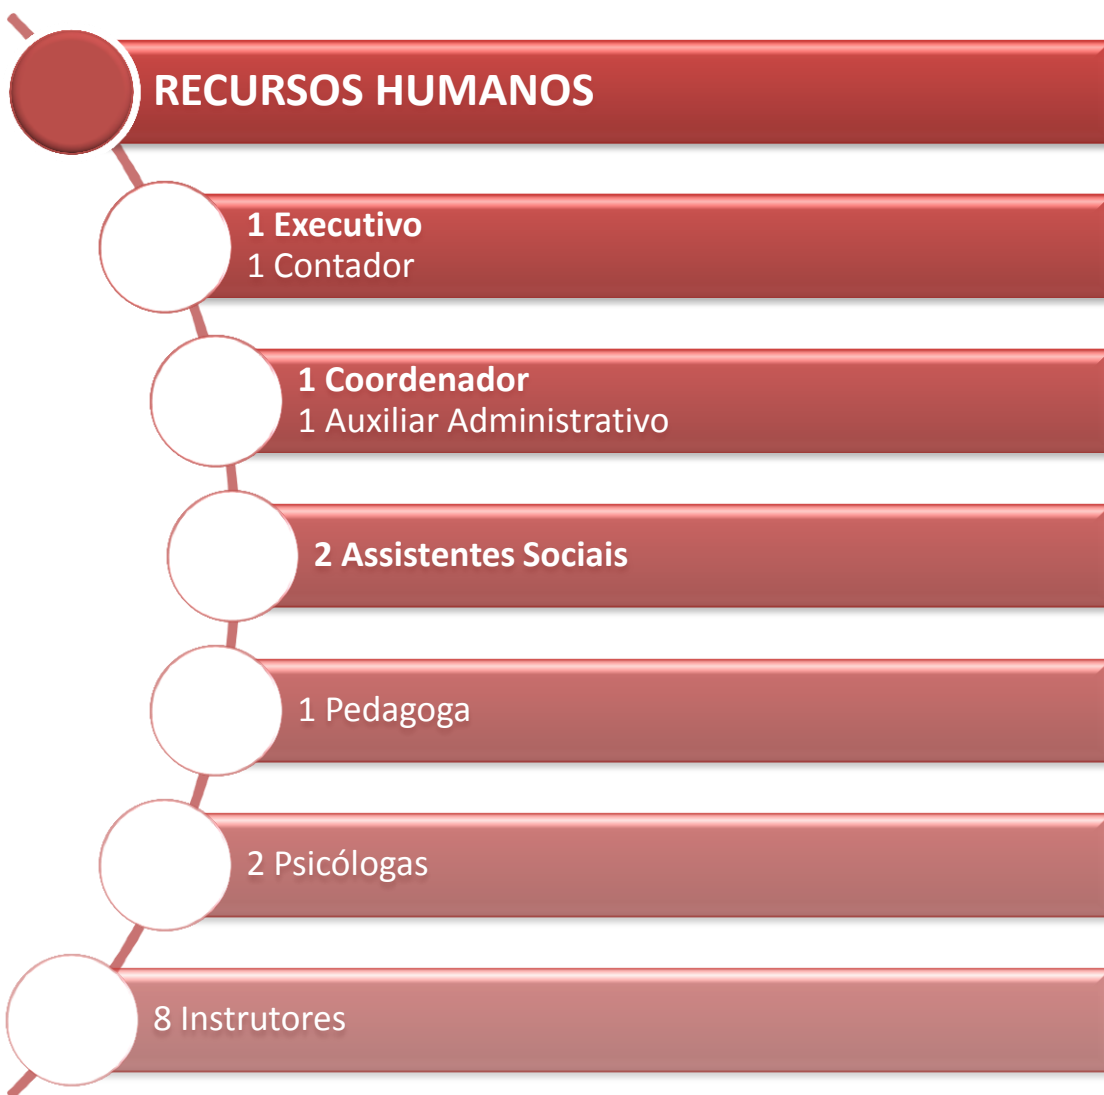 RECURSOS HUMANOS
1 Executivo
1 Contador
1 Coordenador
1 Auxiliar Administrativo
2 Assistentes Sociais
1 Pedagoga
2 Psicólogas
8 Instrutores